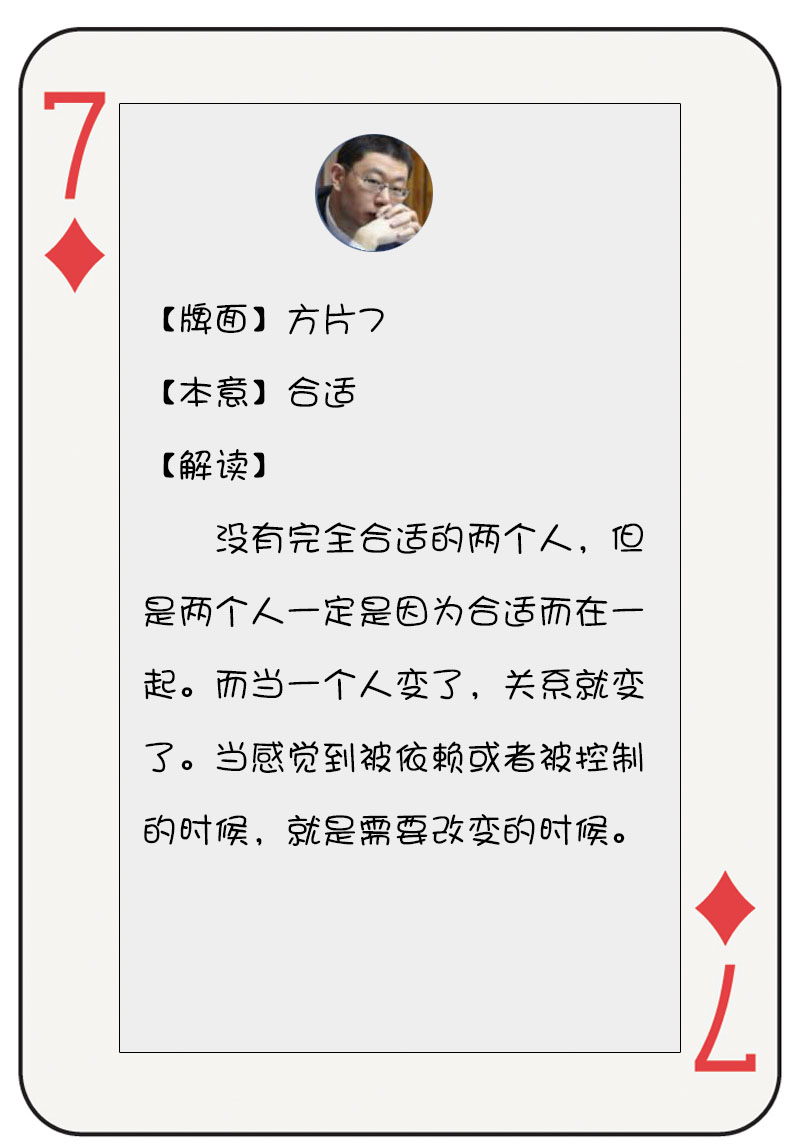 7
【牌面】方片7
【本意】合适
【解读】
没有完全合适的两个人，但
是两个人一定是因为合适而在一
起。而当一个人变了，关系就变
了。当感觉到被依赖或者被控制
的时候，就是需要改变的时候。
7